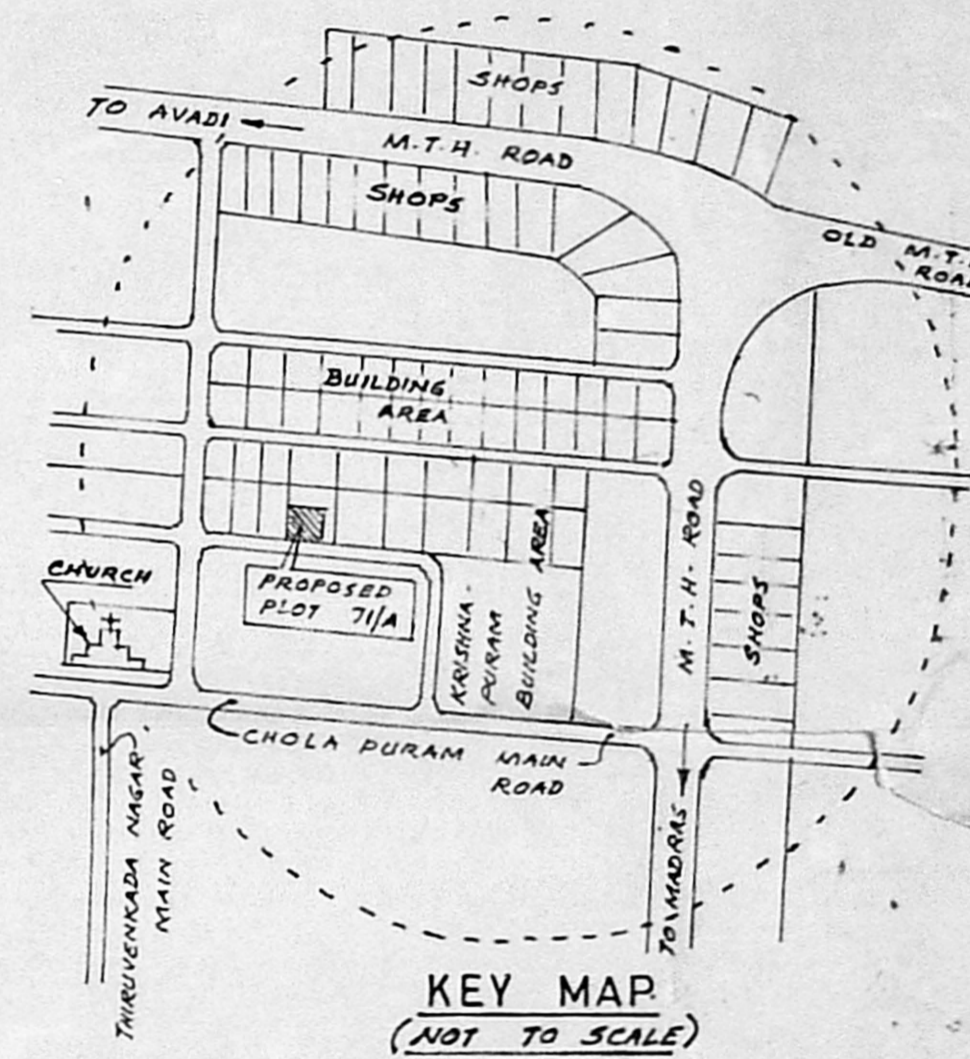 SHOPS
TO AVADI
M.T.H. ROAD
SHOPS
OLD M.T.
ROAD
BUILDING
AREA
M.T.H-ROAD
SHOPS
CHURCH
PROPOSED
PLOT 71/A
KRISHNA-
PURAM
BUILDING AREA
CHOLA PURAM MAIN
ROAD
THIRUVENKADA NAGAR
MAIN ROAD
TO MADRAS
KEY MAP
(NOT TO SCALE)